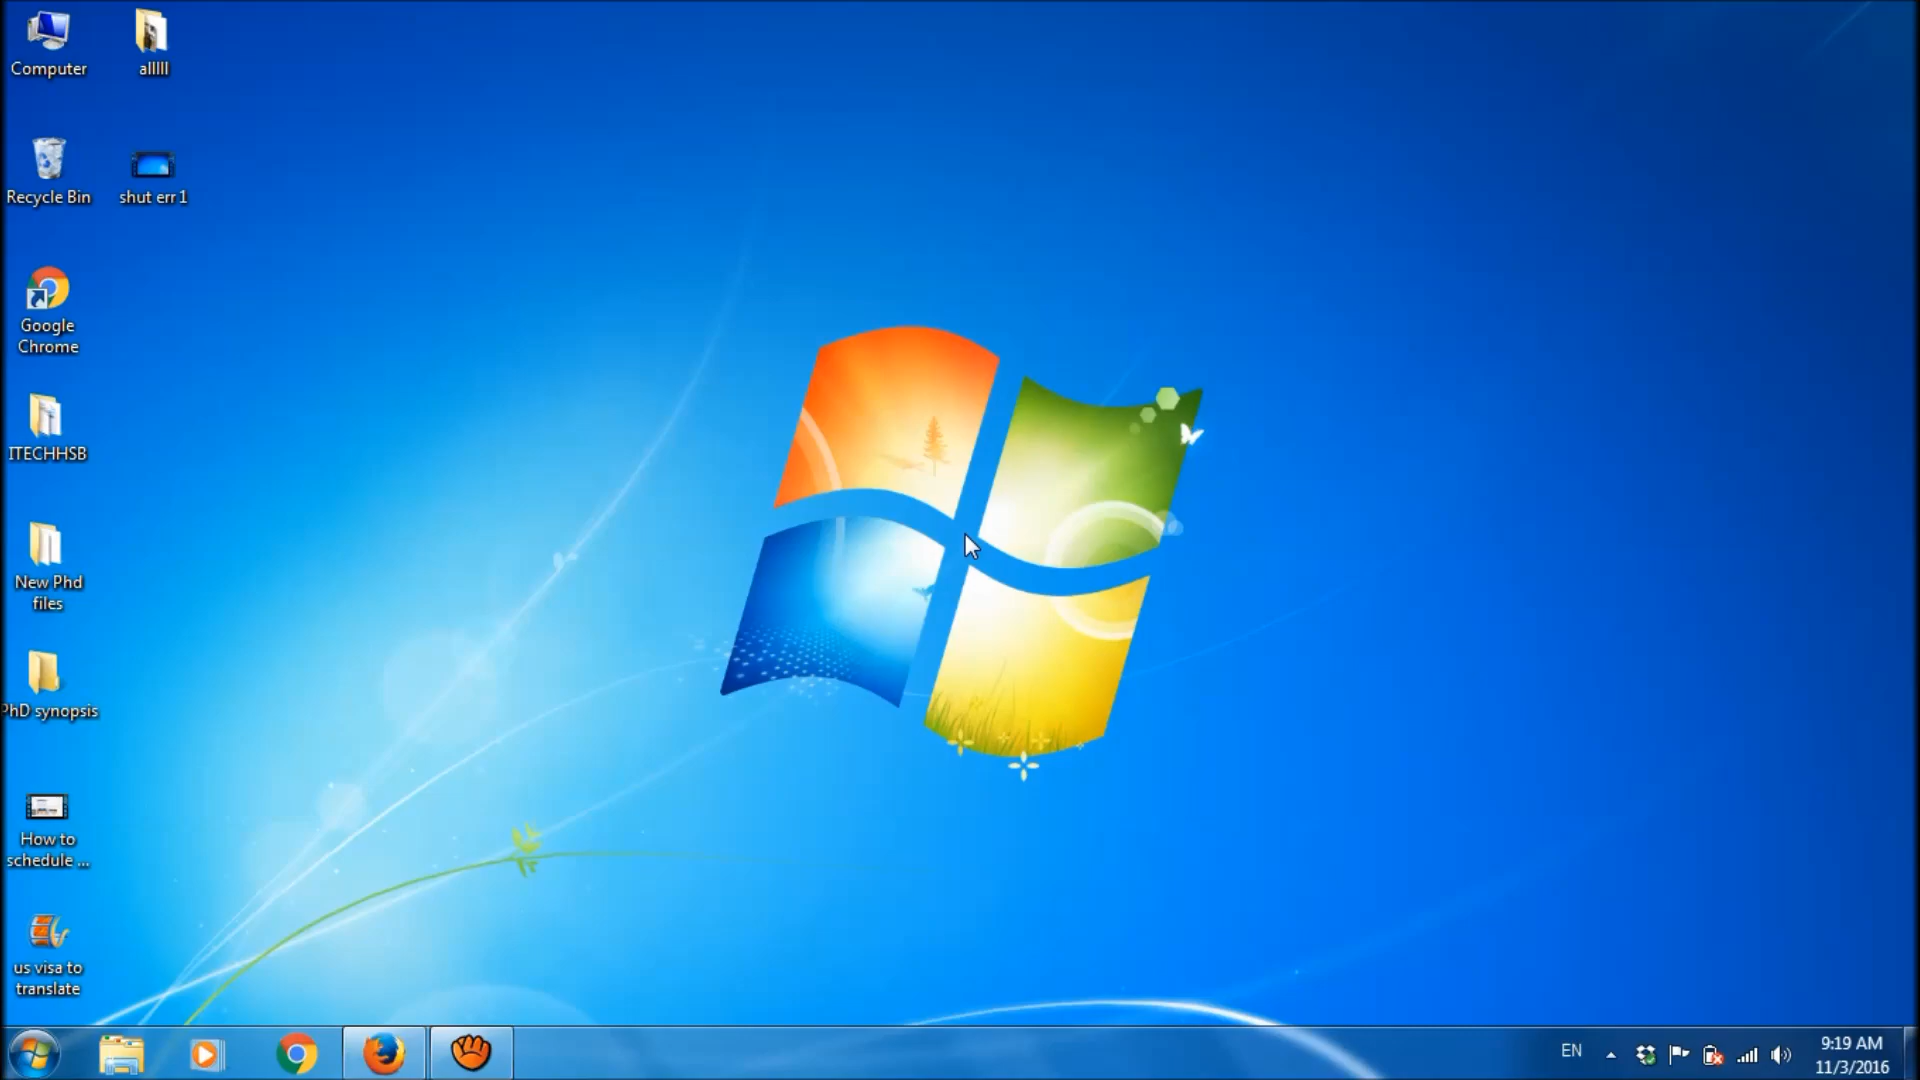 Computer
alllll
Recycle Bin
shut err 1
Google
Chrome
ITECHHSB
New Phd
files
PhD synopsis
How to
schedule ...
us visa to
translate
EN
9:19 AM
11/3/2016